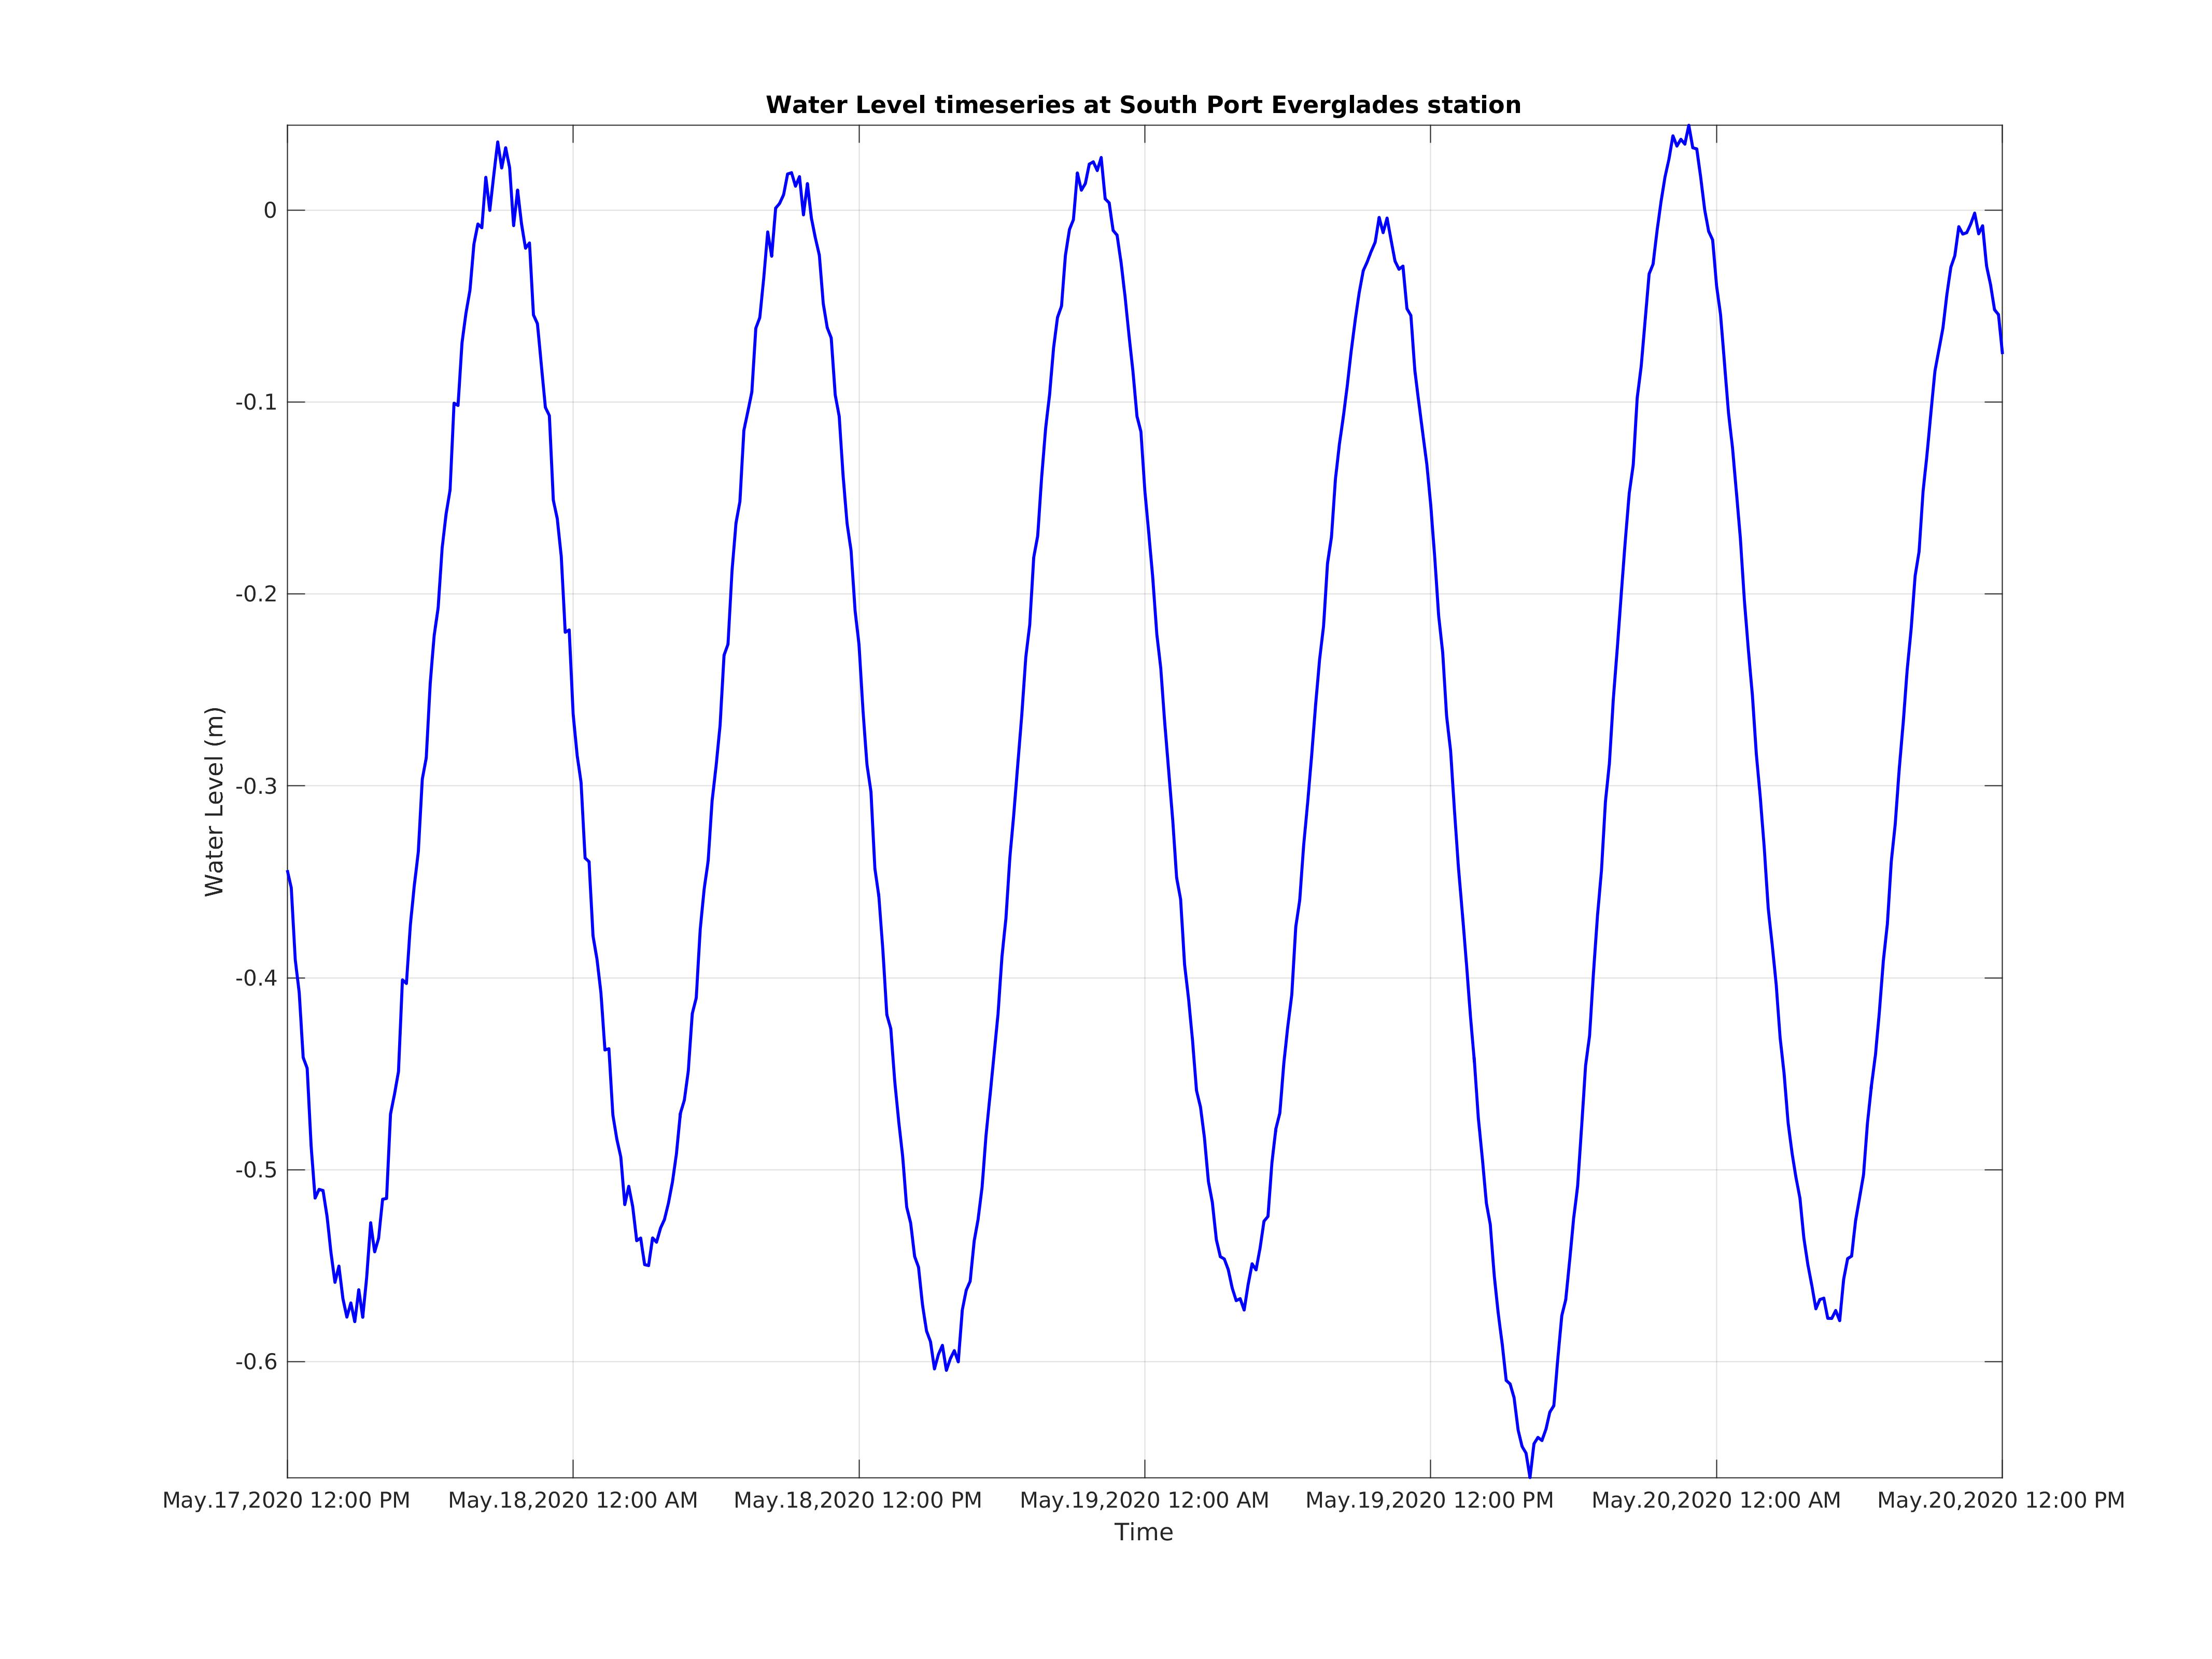 Water Level timeseries at South Port Everglades station
0
-0.1
-0.2
-0.3
-0.4
-0.5
-0.6
Water Level (m)
May.17,2020 12:00 PM May.18,2020 12:00 AM May.18,2020 12:00 PM May.19,2020 12:00 AM May.19,2020 12:00 PM May.20,2020 12:00 AM May.20,2020 12:00 PM
Time